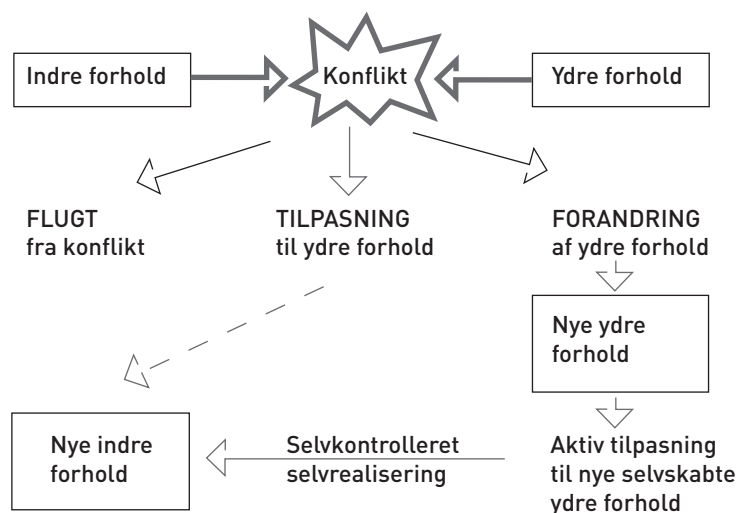 Indre forhold
Konflikt
Ydre forhold
FLUGT
fra konflikt
TILPASNING
til ydre forhold
FORANDRING
af ydre forhold
Nye ydre
forhold
Nye indre
forhold
Selvkontrolleret
selvrealisering
Aktiv tilpasning
til nye selvskabte
ydre forhold